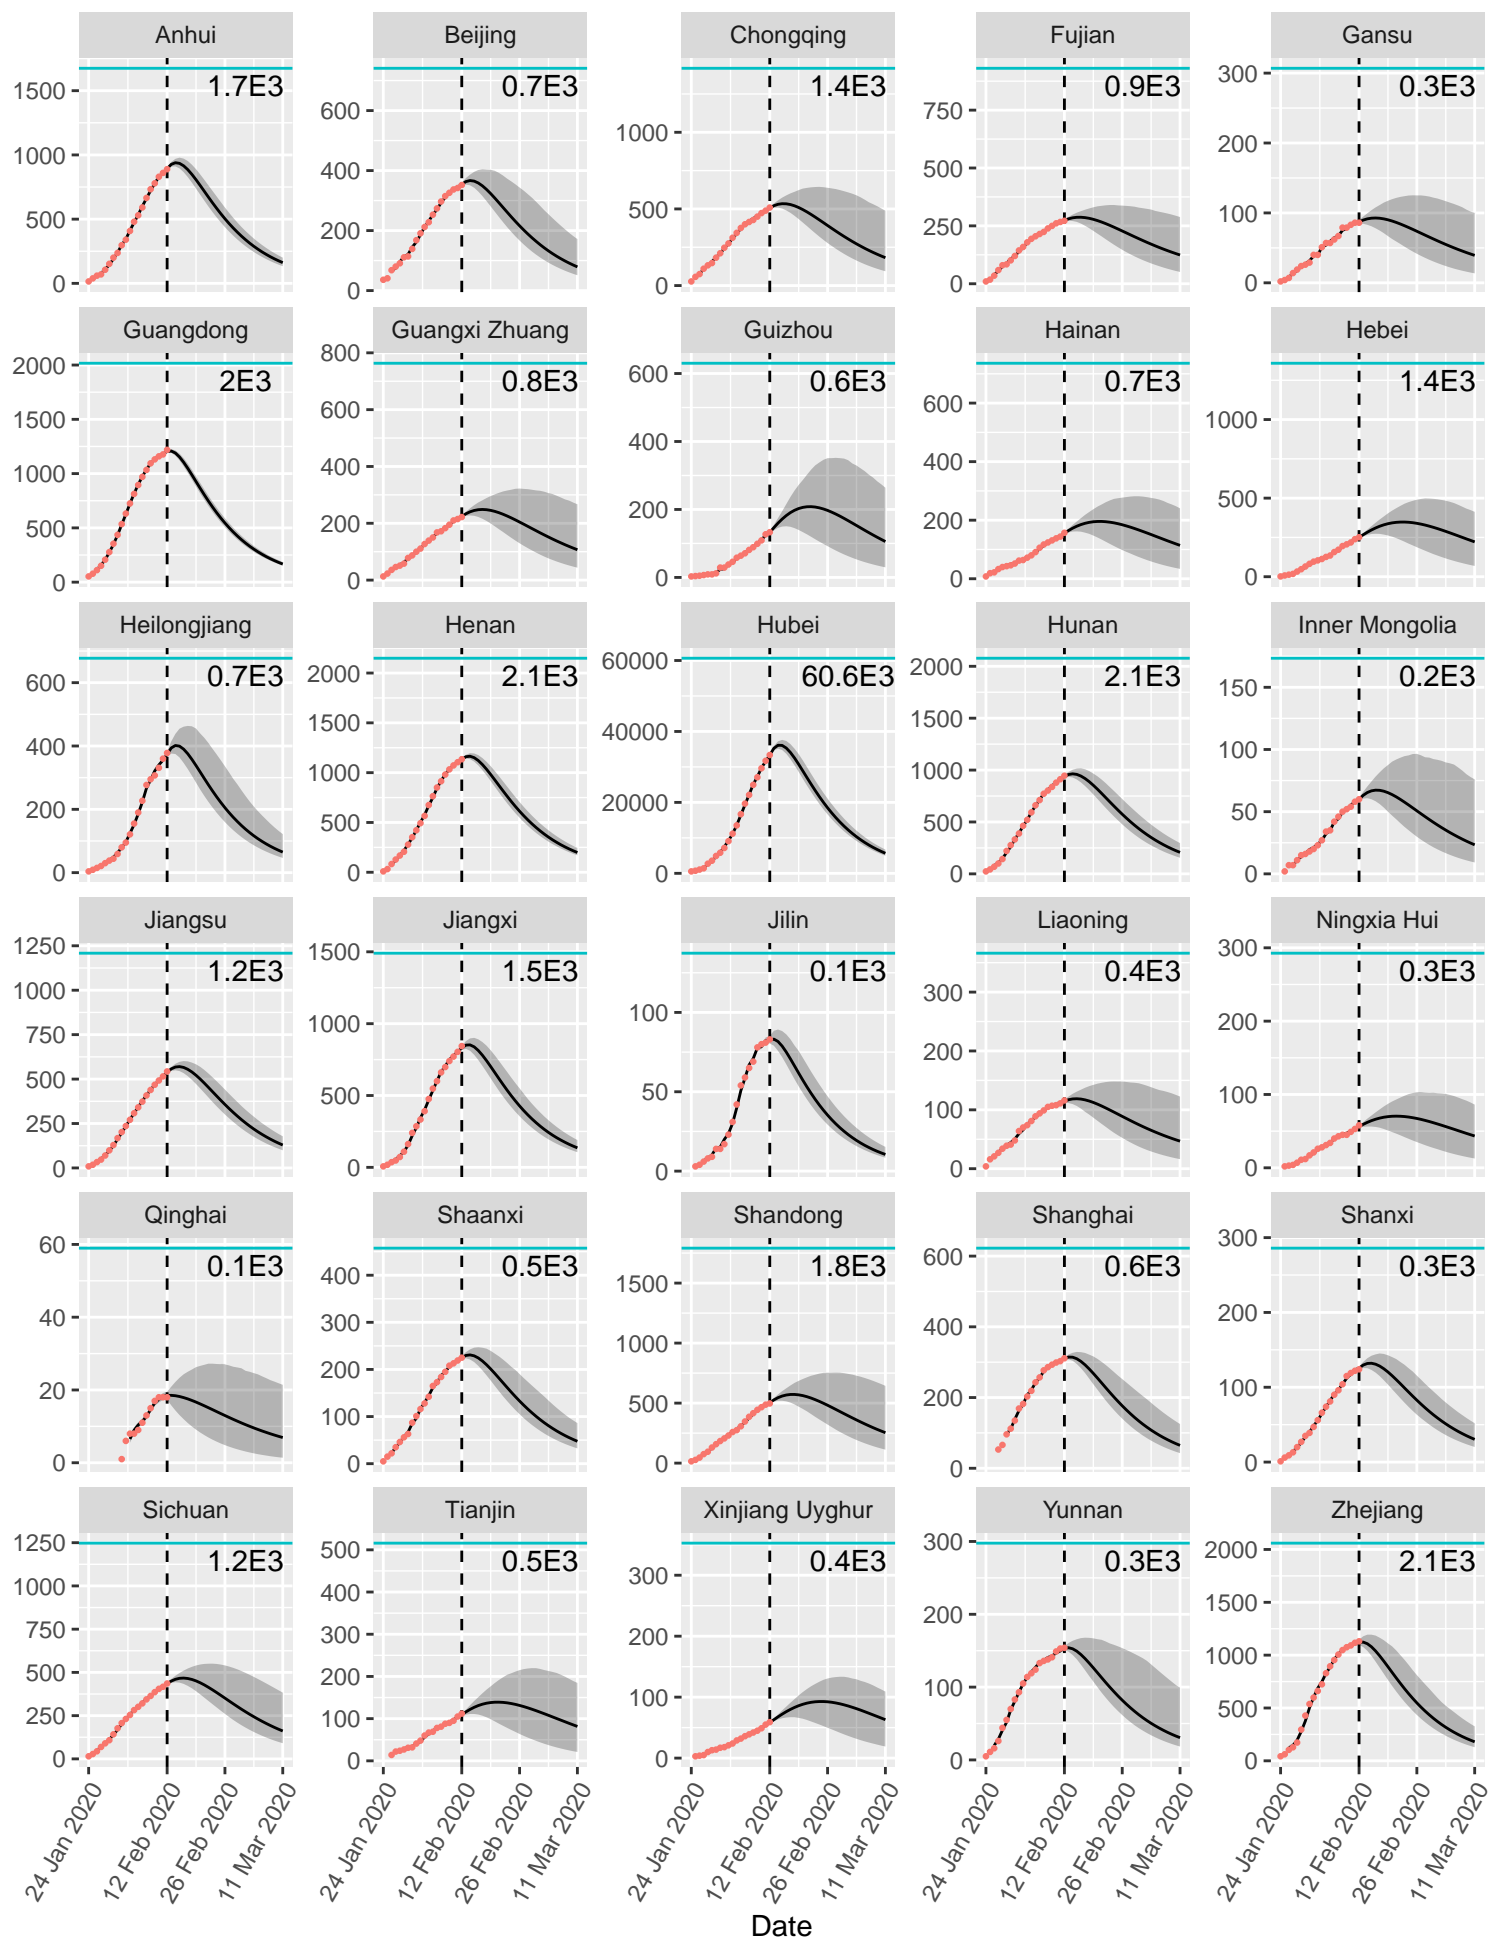 Anhui Beijing Chongqing Fujian Gansu
1.7E3 0.7E3 1.4E3 0.9E3 0.3E3
1500 1000 500 0
600 400 200 0
1000 500 0
750 500 250 0
300 200 100 0
Guangdong Guangxi Zhuang Guizhou Hainan Hebei
2E3 0.8E3 0.6E3 0.7E3 1.4E3
2000 1500 1000 500 0
800 600 400 200 0
600 400 200 0
600 400 200 0
1000 500 0
Heilongjiang Henan Hubei Hunan Inner Mongolia
0.7E3 2.1E3 60.6E3 2.1E3 0.2E3
600 400 200 0
2000 1500 1000 500 0
60000 40000 20000 0
2000 1500 1000 500 0
150 100 50 0
Jiangsu Jiangxi Jilin Liaoning Ningxia Hui
1.2E3 1.5E3 0.1E3 0.4E3 0.3E3
1250 1000 750 500 250 0
1500 1000 500 0
100 50 0
300 200 100 0
300 200 100 0
Qinghai Shaanxi Shandong Shanghai Shanxi
0.1E3 0.5E3 1.8E3 0.6E3 0.3E3
60 40 20 0
400 300 200 100 0
1500 1000 500 0
600 400 200 0
300 200 100 0
Sichuan Tianjin Xinjiang Uyghur Yunnan Zhejiang
1.2E3 0.5E3 0.4E3 0.3E3 2.1E3
1250 1000 750 500 250 0
500 400 300 200 100 0
300 200 100 0
300 200 100 0
2000 1500 1000 500 0
24 Jan 2020 12 Feb 2020 26 Feb 2020 11 Mar 2020
24 Jan 2020 12 Feb 2020 26 Feb 2020 11 Mar 2020
24 Jan 2020 12 Feb 2020 26 Feb 2020 11 Mar 2020
24 Jan 2020 12 Feb 2020 26 Feb 2020 11 Mar 2020
24 Jan 2020 12 Feb 2020 26 Feb 2020 11 Mar 2020
Date